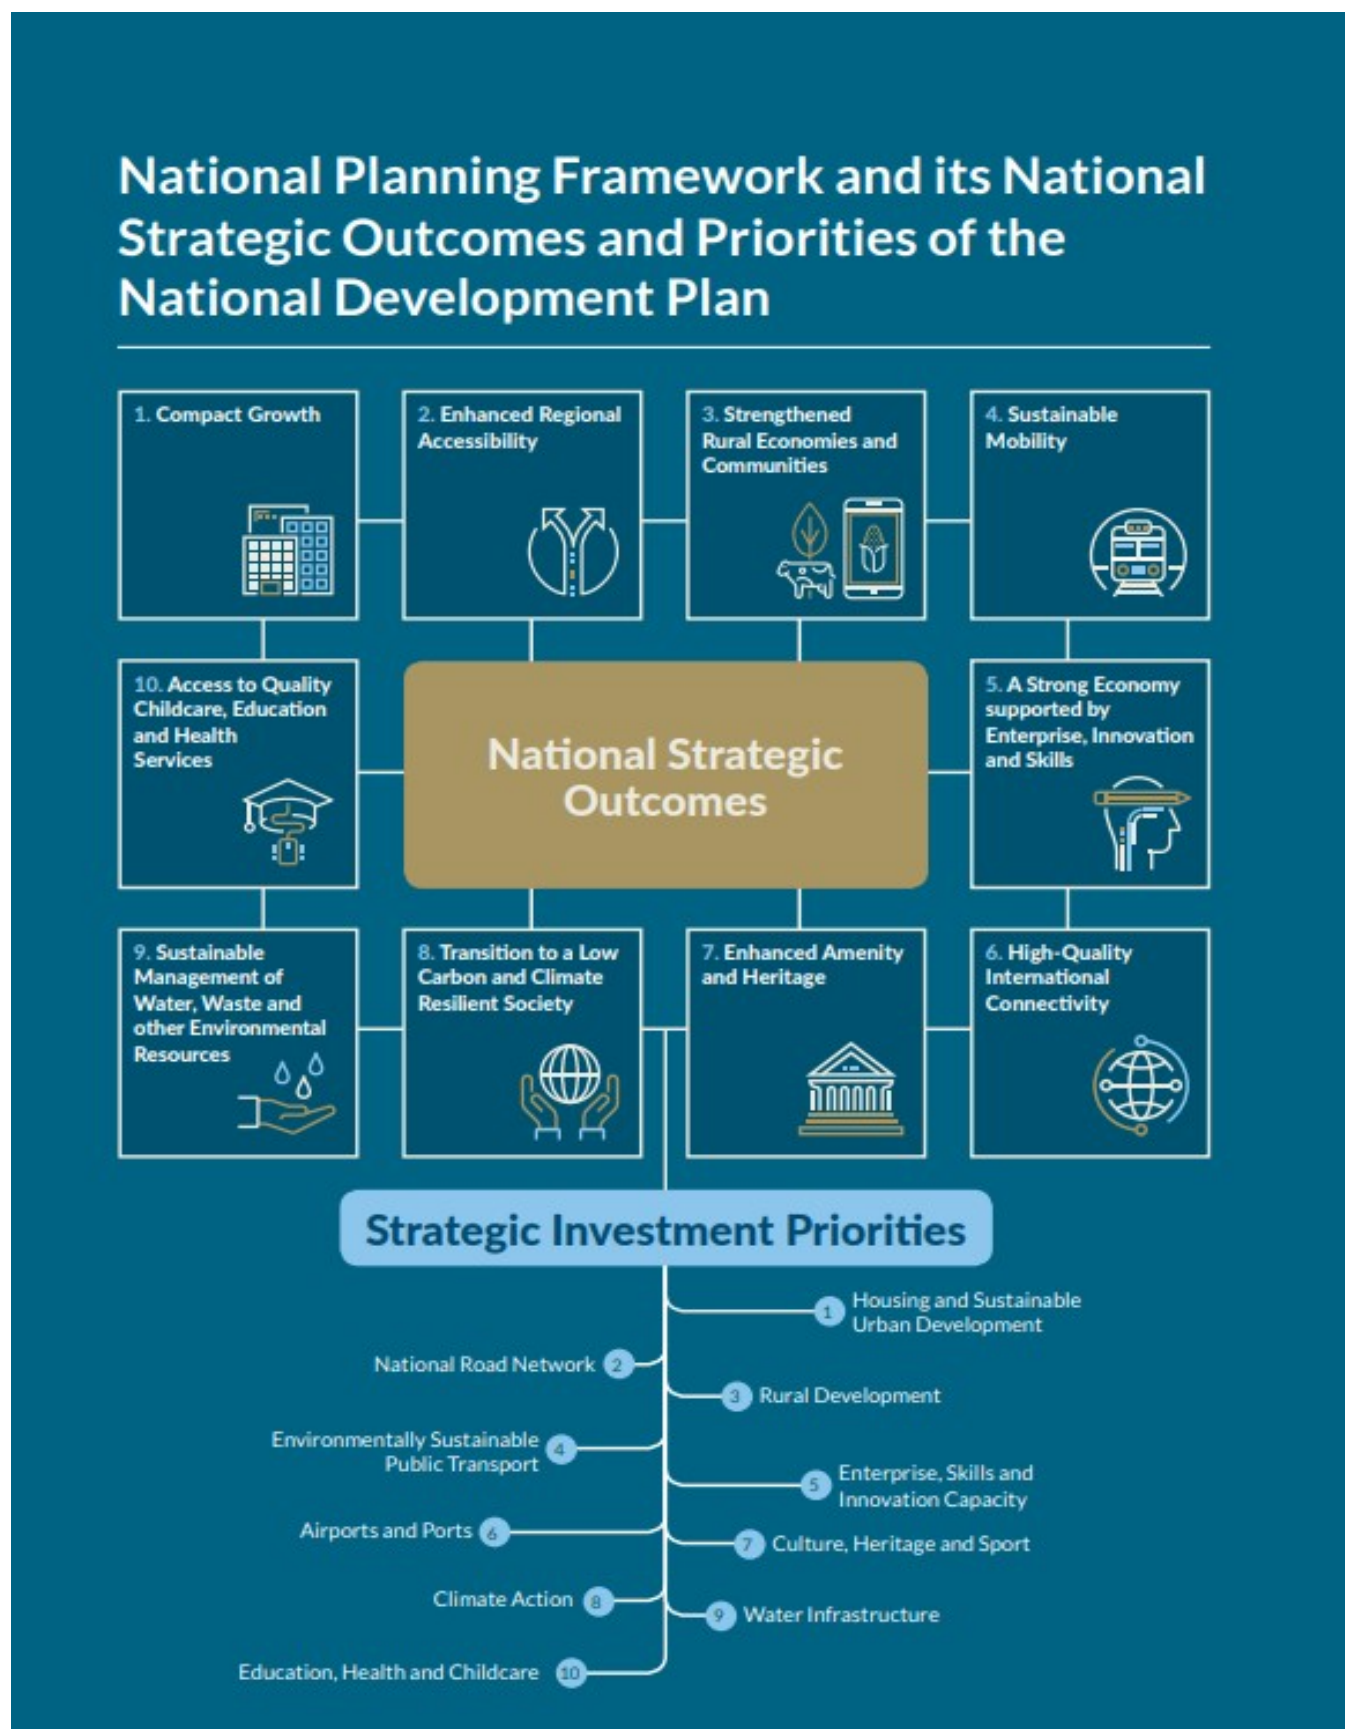 National Planning Framework and its National
Strategic Outcomes and Priorities of the
National Development Plan
1. Compact Growth
2. Enhanced Regional
Accessibility
3. Strengthened
Rural Economies and
Communities
4. Sustainable
Mobility
10. Access to Quality
Childcare, Education
and Health
Services
National Strategic
Outcomes
5. A Strong Economy
supported by
Enterprise, Innovation
and Skills
9. Sustainable
Management of
Water, Waste and
other Environmental
Resources
8. Transition to a Low
Carbon and Climate
Resilient Society
7. Enhanced Amenity
and Heritage
6. High-Quality
International
Connectivity
Strategic Investment Priorities
1 Housing and Sustainable
Urban Development
National Road Network 2
3 Rural Development
Environmentally Sustainable
Public Transport 4
5 Enterprise, Skills and
Innovation Capacity
Airports and Ports 6
7 Culture, Heritage and Sport
Climate Action 8
9 Water Infrastructure
Education, Health and Childcare 10